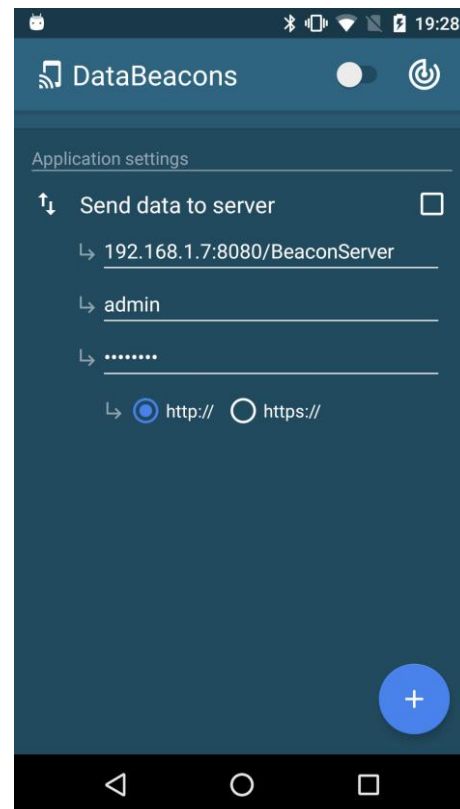 19:28
DataBeacons
Application settings
Send data to server
192.168.1.7:8080/BeaconServer
admin
••••••••
http:// https://